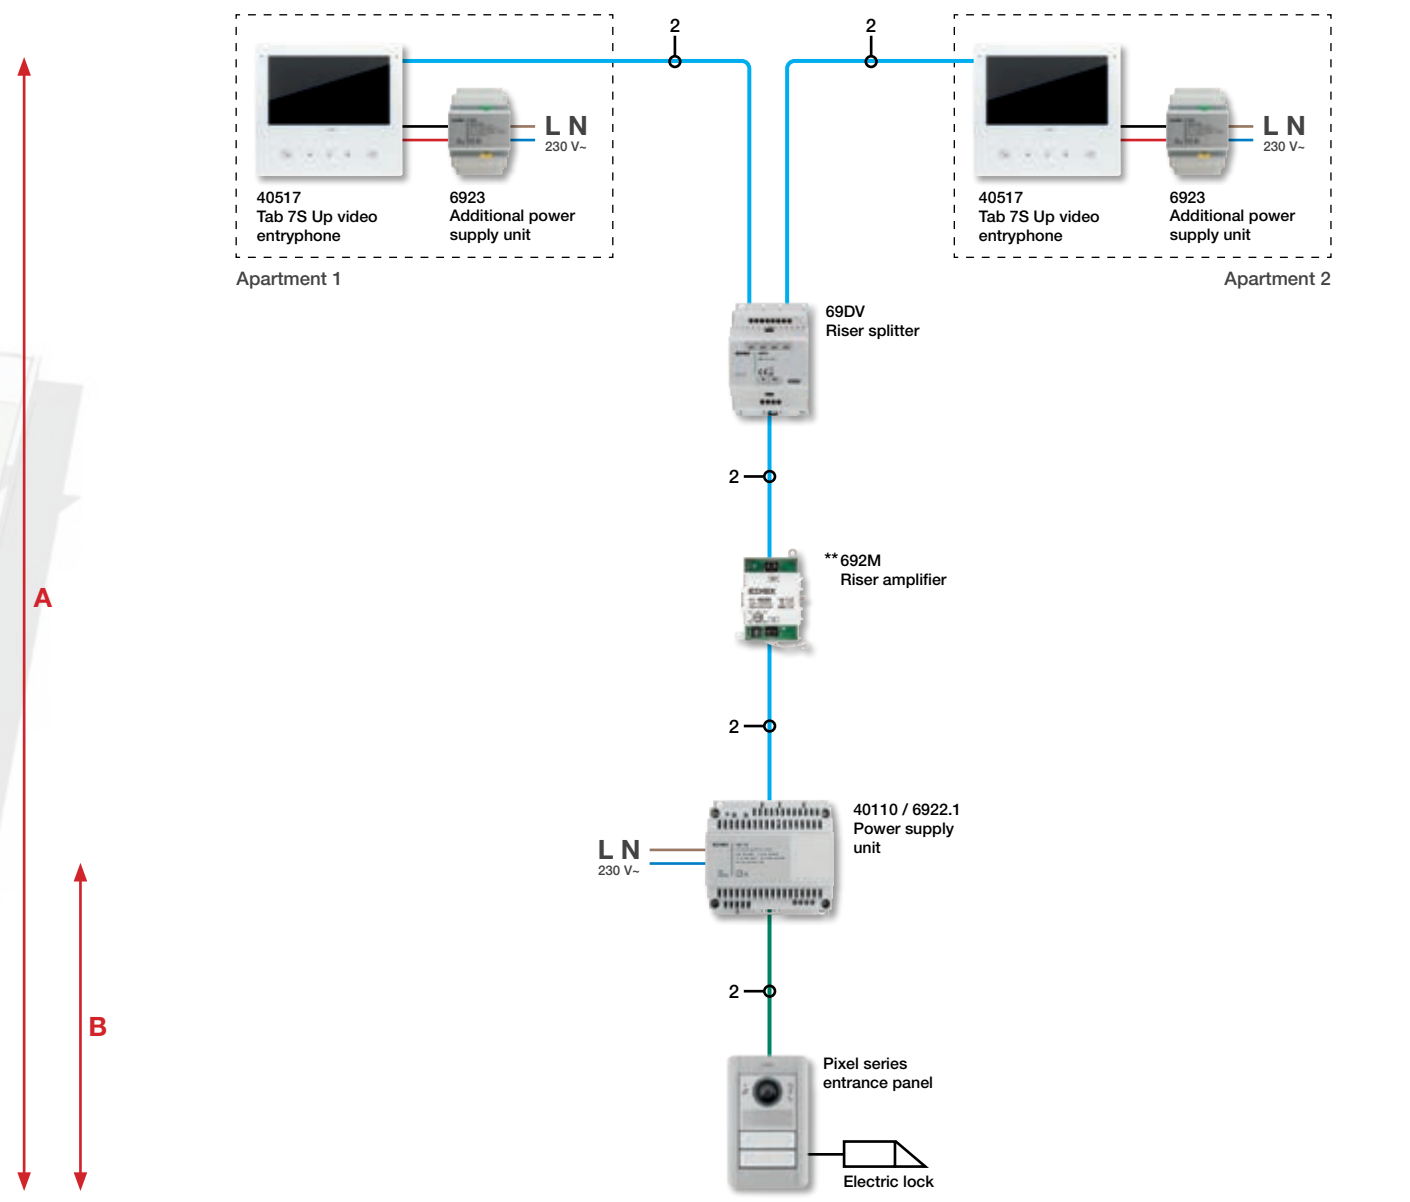 2
2
L N
230 V~
L N
230 V~
40517
Tab 7S Up video
entryphone
6923
Additional power
supply unit
40517
Tab 7S Up video
entryphone
6923
Additional power
supply unit
Apartment 1
Apartment 2
69DV
Riser splitter
2
**692M
Riser amplifier
A
2
40110 / 6922.1
Power supply
unit
L N
230 V~
2
B
Pixel series
entrance panel
Electric lock